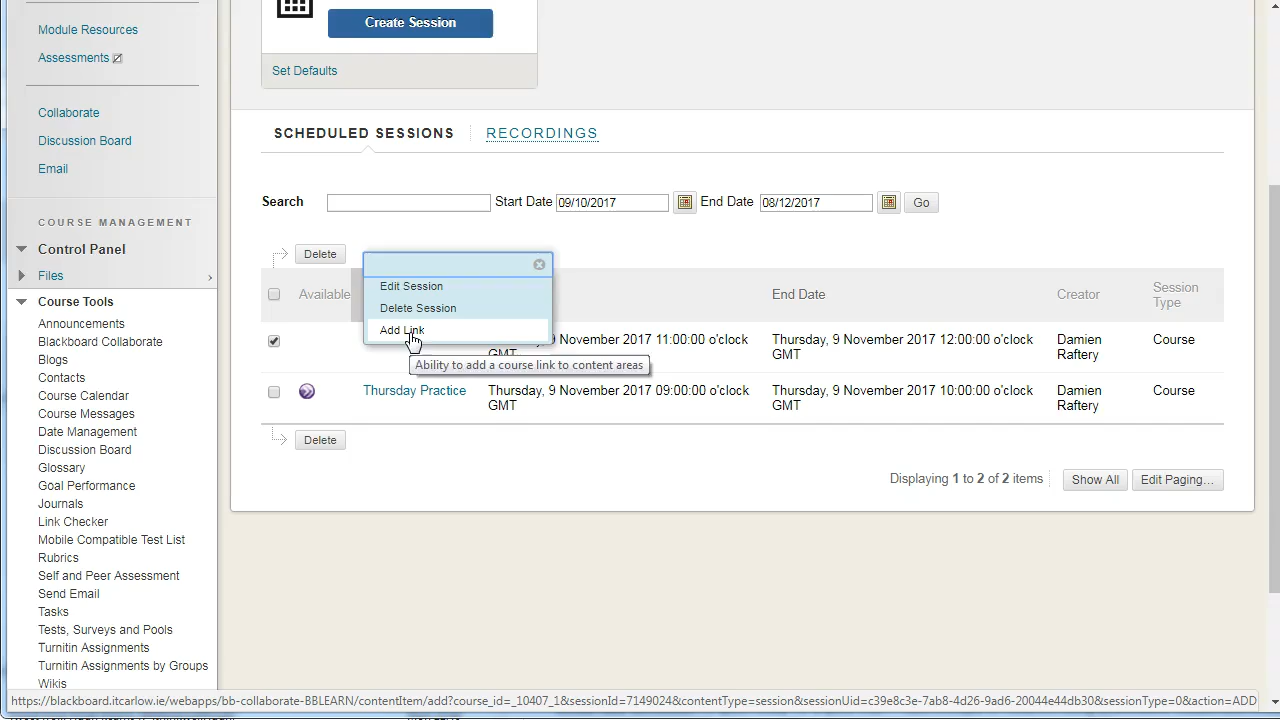 Module Resources
Assessments
Collaborate
Discussion Board
Email
COURSE MANAGEMENT
Control Panel
Files
Course Tools
Announcements
Blackboard Collaborate
Blogs
Contacts
Course Calendar
Course Messages
Date Management
Discussion Board
Glossary
Goal Performance
Journals
Link Checker
Mobile Compatible Test List
Rubrics
Self and Peer Assessment
Send Email
Tasks
Tests, Surveys and Pools
Turnitin Assignments
Turnitin Assignments by Groups
Wikis
Create Session
Set Defaults
SCHEDULED SESSIONS RECORDINGS
Search Start Date 09/10/2017 End Date 08/12/2017 Go
Delete
Edit Session
Delete Session
Add Link
Ability to add a course link to content areas
Available End Date Creator Session
Type
9 November 2017 11:00:00 o'clock Thursday, 9 November 2017 12:00:00 o'clock Damien Course
GMT GMT Raftery
Thursday Practice Thursday, 9 November 2017 09:00:00 o'clock Thursday, 9 November 2017 10:00:00 o'clock Damien Course
GMT GMT Raftery
Delete
Displaying 1 to 2 of 2 items Show All Edit Paging...
https://blackboard.itcarlow.ie/webapps/bb-collaborate-BBLEARN/contentItem/add?course_id=_10407_1&sessionId=7149024&contentType=session&sessionUid=c39e8c3e-7ab8-4d26-9ad6-20044e44db30&sessionType=0&action=ADD